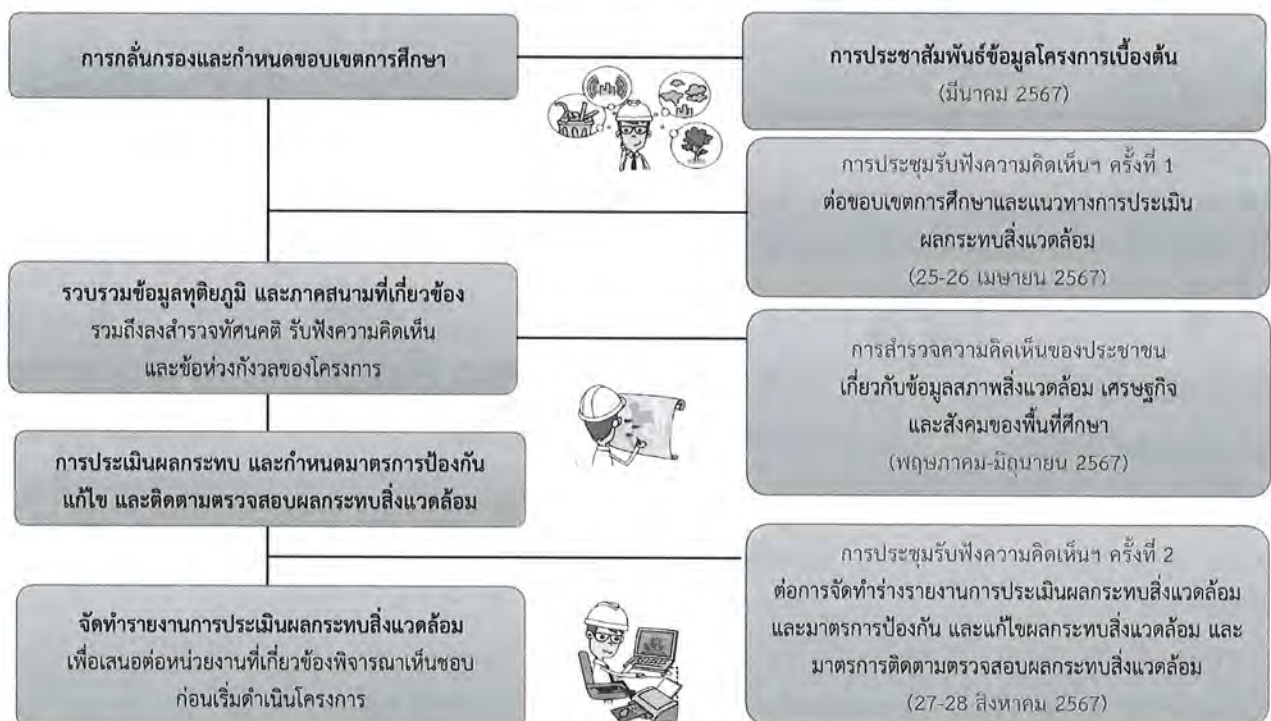 การกลั่นกรองและกำหนดขอบเขตการศึกษา
การประชาสัมพันธ์ข้อมูลโครงการเบื้องต้น
(มีนาคม 2567)
การประชุมรับฟังความคิดเห็นฯ ครั้งที่ 1
ต่อขอบเขตการศึกษาและแนวทางการประเมิน
ผลกระทบสิ่งแวดล้อม
(25-26 เมษายน 2567)
รวบรวมข้อมูลทุติยภูมิ และภาคสนามที่เกี่ยวข้อง
รวมถึงลงสำรวจทัศนคติ รับฟังความคิดเห็น
และข้อห่วงกังวลของโครงการ
การสำรวจความคิดเห็นของประชาชน
เกี่ยวกับข้อมูลสภาพสิ่งแวดล้อม เศรษฐกิจ
และสังคมของพื้นที่ศึกษา
(พฤษภาคม-มิถุนายน 2567)
การประเมินผลกระทบ และกำหนดมาตรการป้องกัน
แก้ไข และติดตามตรวจสอบผลกระทบสิ่งแวดล้อม
การประชุมรับฟังความคิดเห็นฯ ครั้งที่ 2
ต่อการจัดทำร่างรายงานการประเมินผลกระทบสิ่งแวดล้อม
และมาตรการป้องกัน และแก้ไขผลกระทบสิ่งแวดล้อม และ
มาตรการติดตามตรวจสอบผลกระทบสิ่งแวดล้อม
(27-28 สิงหาคม 2567)
จัดทำรายงานการประเมินผลกระทบสิ่งแวดล้อม
เพื่อเสนอต่อหน่วยงานที่เกี่ยวข้องพิจารณาเห็นชอบ
ก่อนเริ่มดำเนินโครงการ